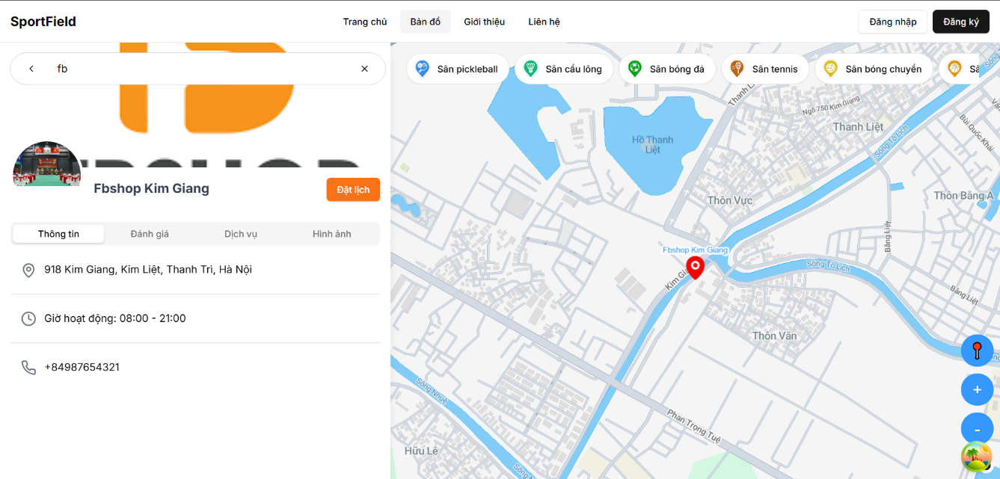 SportField
Trang chủ
Bản đồ
Giới thiệu
Liên hệ
Đăng nhập
Đăng ký
fb
Fbshop Kim Giang
Đặt lịch
Thông tin
Đánh giá
Dịch vụ
Hình ảnh
918 Kim Giang, Kim Liệt, Thanh Trì, Hà Nội
Giờ hoạt động: 08:00 - 21:00
+84987654321
Sân pickleball
Sân cầu lông
Sân bóng đá
Sân tennis
Sân bóng chuyền
Thanh Li
Ngõ 750 Kim Giang
Thanh Liệt
Bùi Quốc Khái
Sông Tô Lịch
Hồ Thanh
Liệt
Thôn Vực
Thôn Bằng A
Bằng Liệt
Fbshop Kim Giang
Kim Gia
Sông Tô Lịch
Bằng Liệt
Thôn Văn
Sông Nhuệ
Phan Trọng Tuệ
Hữu Lê
Sông
+
-